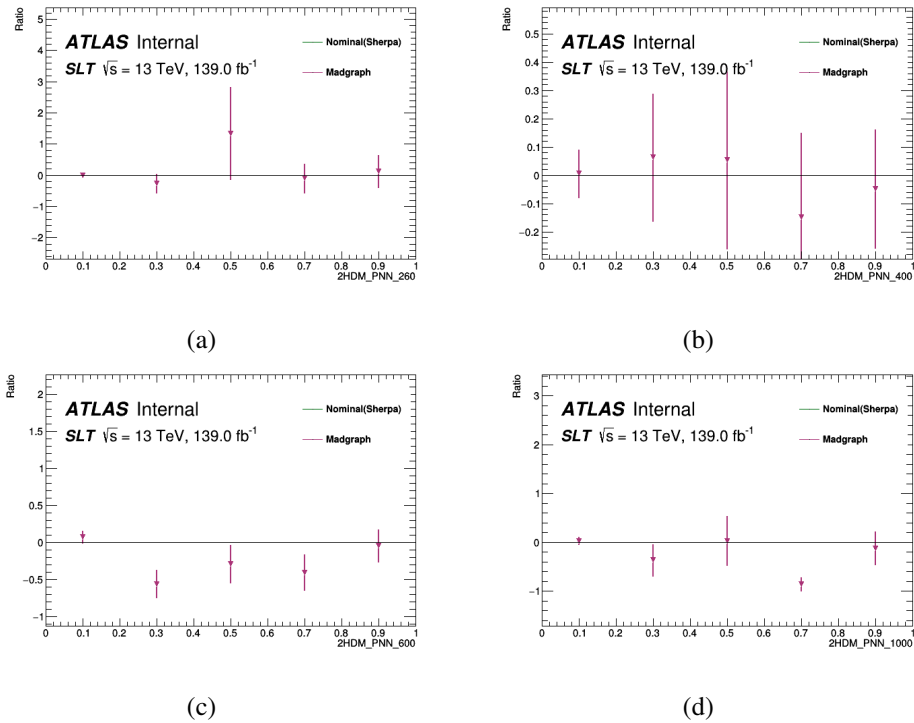 Ratio
5
4
3
2
1
0
−1
−2
ATLAS Internal
SLT √s = 13 TeV, 139.0 fb-1
Nominal(Sherpa)
Madgraph
0 0.1 0.2 0.3 0.4 0.5 0.6 0.7 0.8 0.9 1
2HDM_PNN_260
(a)
Ratio
0.5
0.4
0.3
0.2
0.1
0
−0.1
−0.2
ATLAS Internal
SLT √s = 13 TeV, 139.0 fb-1
Nominal(Sherpa)
Madgraph
0 0.1 0.2 0.3 0.4 0.5 0.6 0.7 0.8 0.9 1
2HDM_PNN_400
(b)
Ratio
2
1.5
1
0.5
0
−0.5
−1
ATLAS Internal
SLT √s = 13 TeV, 139.0 fb-1
Nominal(Sherpa)
Madgraph
0 0.1 0.2 0.3 0.4 0.5 0.6 0.7 0.8 0.9 1
2HDM_PNN_600
(c)
Ratio
3
2
1
0
−1
ATLAS Internal
SLT √s = 13 TeV, 139.0 fb-1
Nominal(Sherpa)
Madgraph
0 0.1 0.2 0.3 0.4 0.5 0.6 0.7 0.8 0.9 1
2HDM_PNN_1000
(d)